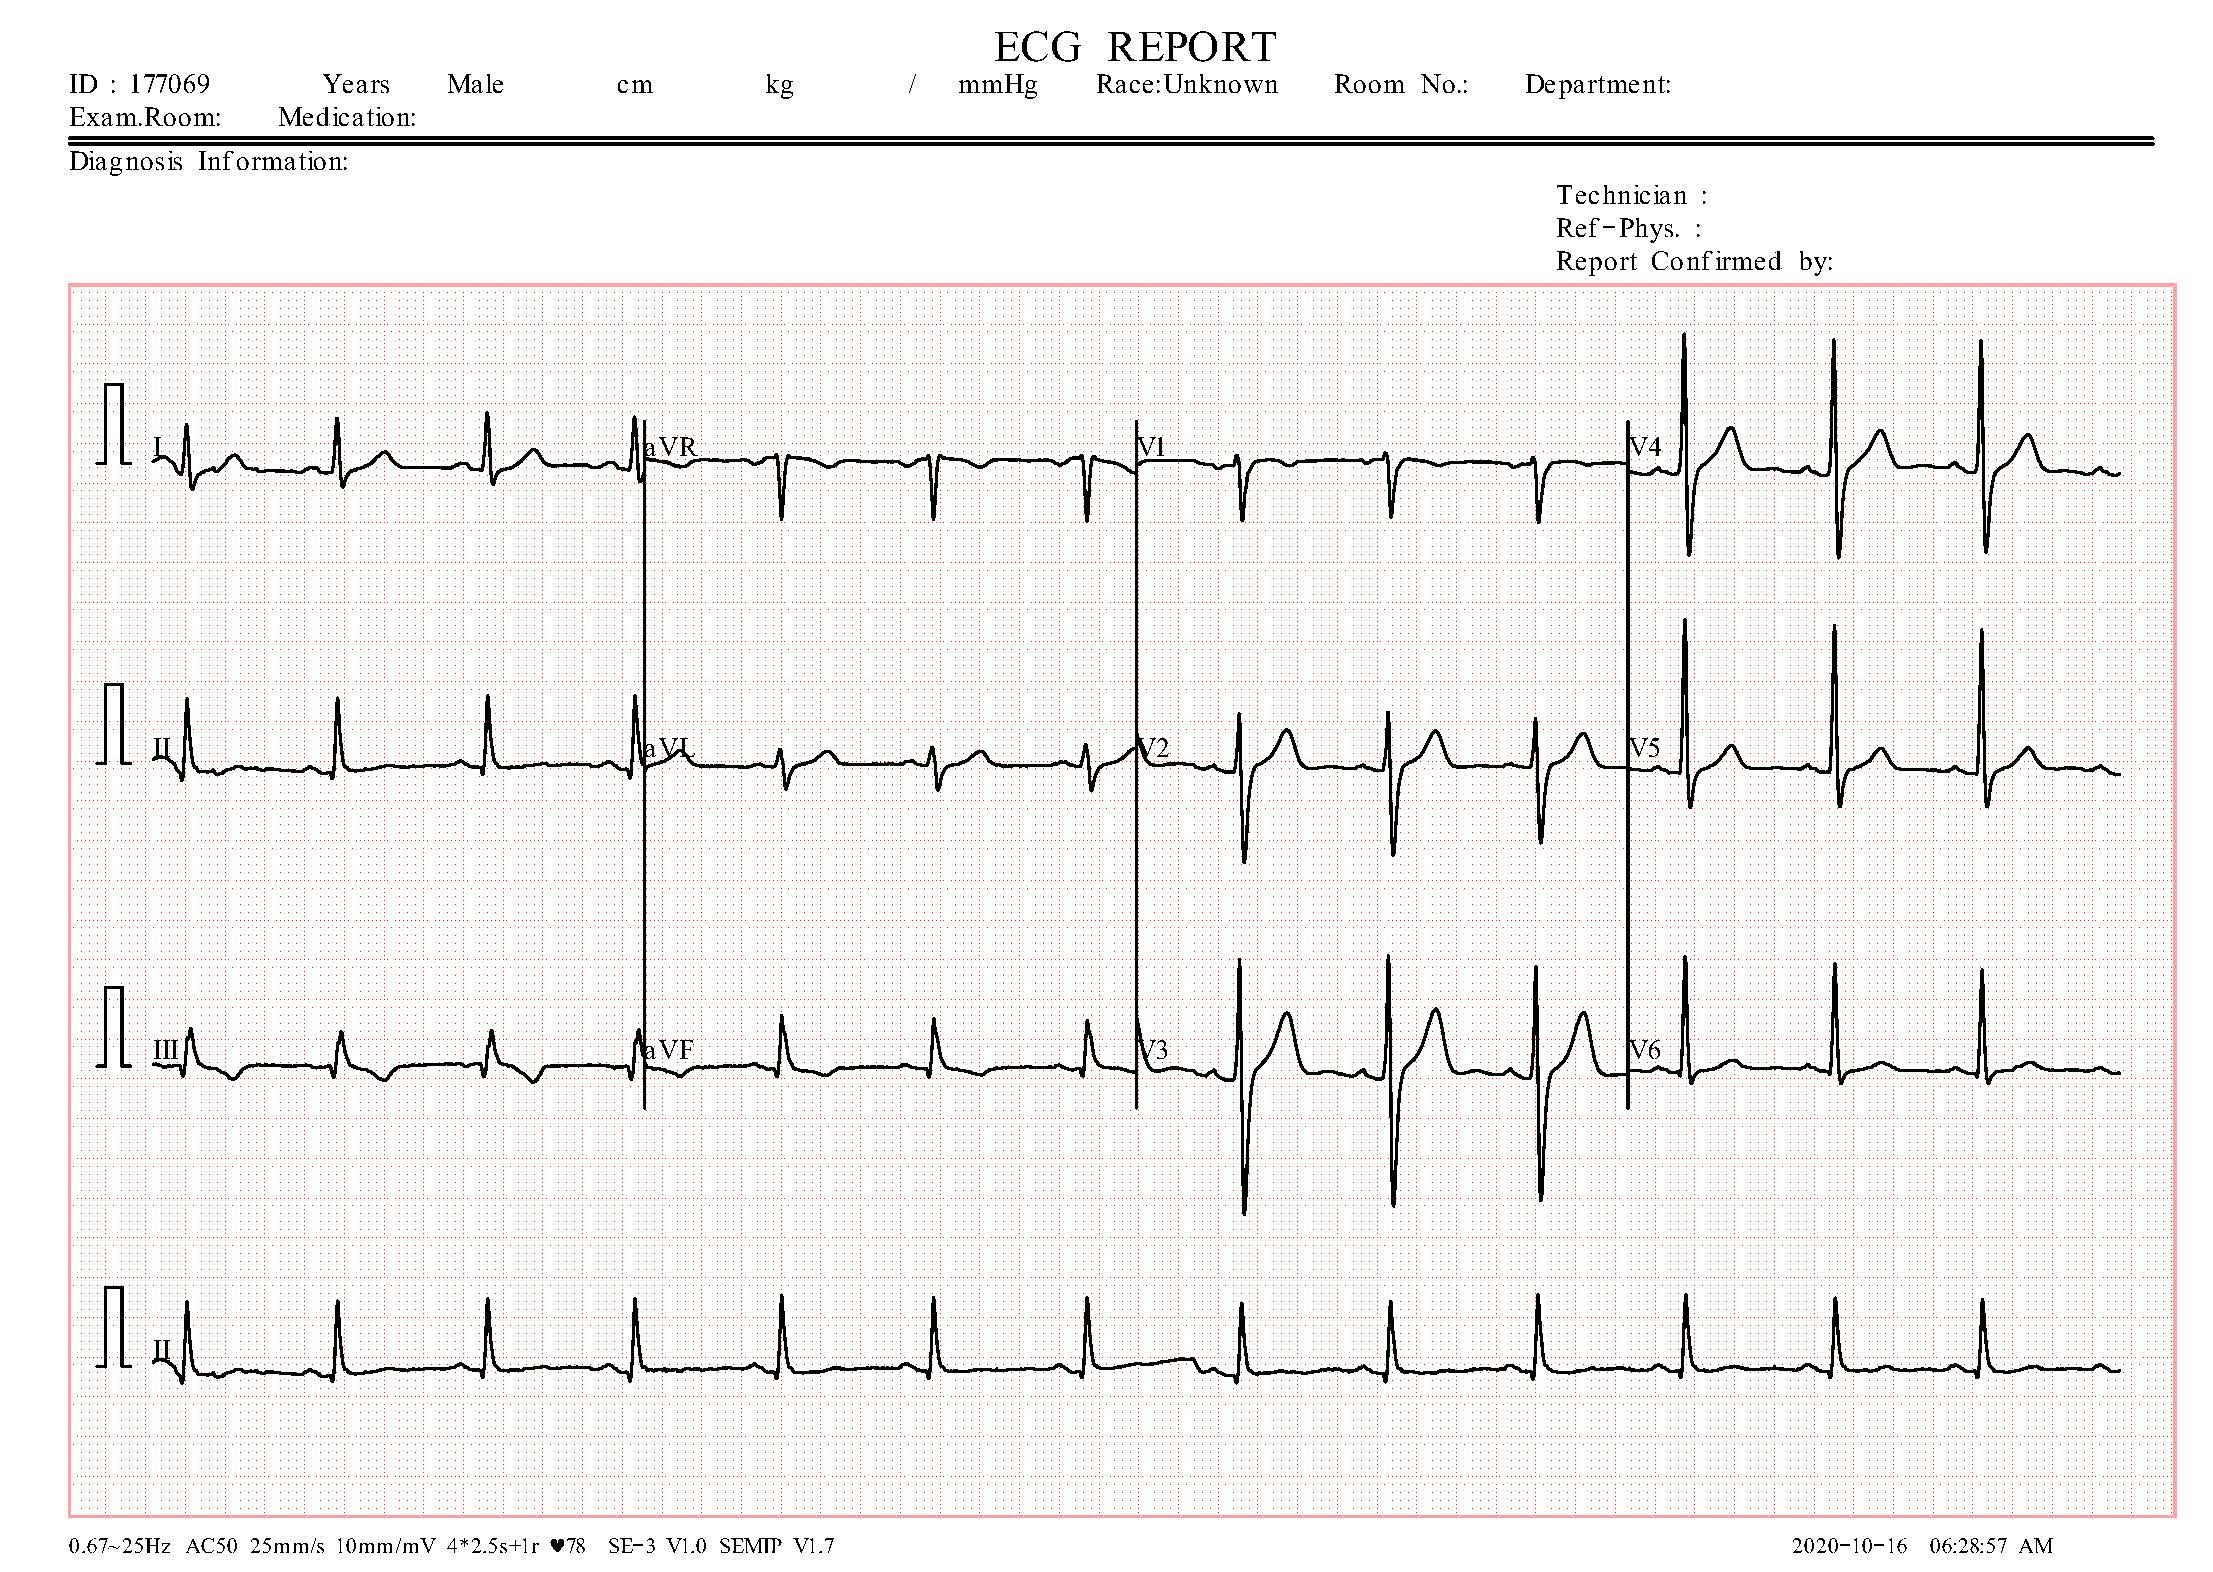 ECG REPORT
ID : 177069 Years Male cm kg / mmHg Race:Unknown Room No.: Department:
Exam.Room: Medication:
Diagnosis Information:
Technician :
Ref-Phys. :
Report Confirmed by:
I aVR V1 V4
II aVL V2 V5
III aVF V3 V6
II
0.67~25Hz AC50 25mm/s 10mm/mV 4*2.5s+1r ♥78 SE-3 V1.0 SEMIP V1.7 2020-10-16 06:28:57 AM